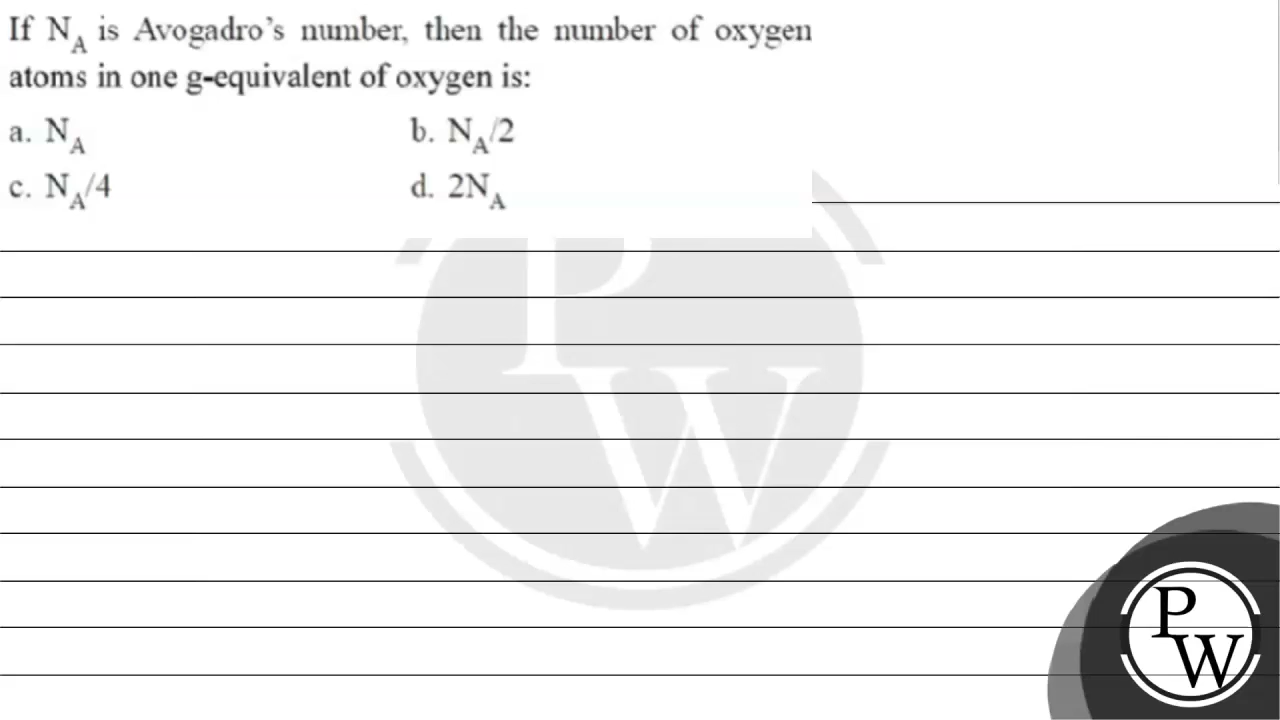 If N_A is Avogadro's number, then the number of oxygen
atoms in one g-equivalent of oxygen is:
a. N_A b. N_A/2
c. N_A/4 d. 2N_A
P
W
P
W